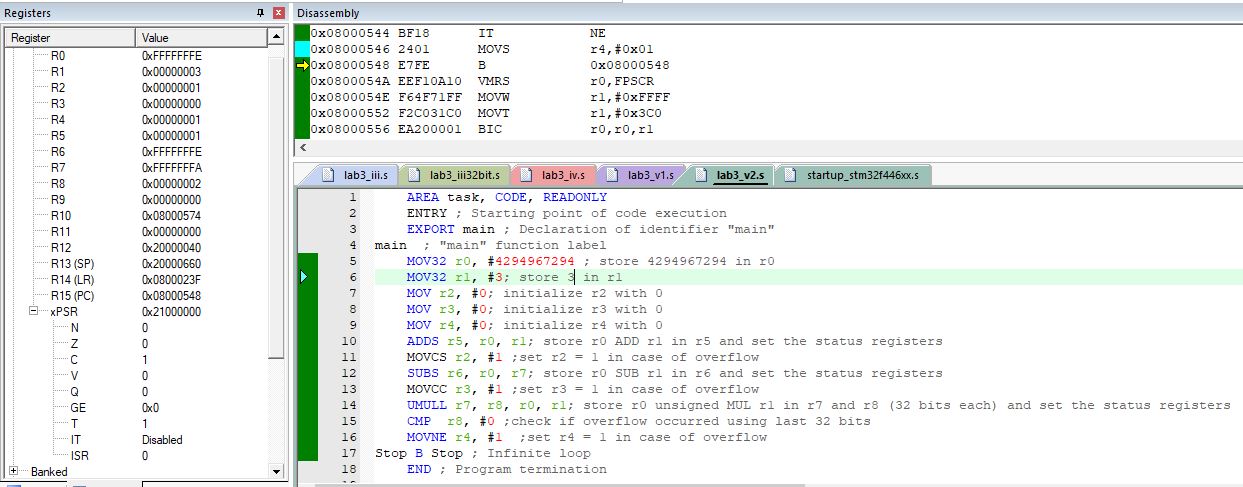 Registers
Register Value
R0 0xFFFFFFFE
R1 0x00000003
R2 0x00000001
R3 0x00000000
R4 0x00000001
R5 0x00000001
R6 0xFFFFFFFE
R7 0xFFFFFFFA
R8 0x00000002
R9 0x00000000
R10 0x08000574
R11 0x00000000
R12 0x20000040
R13 (SP) 0x20000660
R14 (LR) 0x0800023F
R15 (PC) 0x08000548
xPSR 0x21000000
N 0
Z 0
C 1
V 0
Q 0
GE 0x0
T 1
IT Disabled
ISR 0
Banked
Disassembly
0x08000544 BF18 IT NE
0x08000546 2401 MOVS r4,#0x01
0x08000548 E7FE B 0x08000548
0x0800054A EEF10A10 VMRS r0,FPSCR
0x0800054E F64F71FF MOVW r1,#0xFFFF
0x08000552 F2C031C0 MOVT r1,#0x3C0
0x08000556 EA200001 BIC r0,r0,r1
lab3_iii.s lab3_iii32bit.s lab3_iv.s lab3_v1.s lab3_v2.s startup_stm32f446xx.s
1 AREA task, CODE, READONLY
2 ENTRY ; Starting point of code execution
3 EXPORT main ; Declaration of identifier "main"
4 main ; "main" function label
5 MOV32 r0, #4294967294 ; store 4294967294 in r0
6 MOV32 r1, #3; store 3 in r1
7 MOV r2, #0; initialize r2 with 0
8 MOV r3, #0; initialize r3 with 0
9 MOV r4, #0; initialize r4 with 0
10 ADDS r5, r0, r1; store r0 ADD r1 in r5 and set the status registers
11 MOVCS r2, #1 ;set r2 = 1 in case of overflow
12 SUBS r6, r0, r7; store r0 SUB r1 in r6 and set the status registers
13 MOVCC r3, #1 ;set r3 = 1 in case of overflow
14 UMULL r7, r8, r0, r1; store r0 unsigned MUL r1 in r7 and r8 (32 bits each) and set the status registers
15 CMP r8, #0 ;check if overflow occurred using last 32 bits
16 MOVNE r4, #1 ;set r4 = 1 in case of overflow
17 Stop B Stop ; Infinite loop
18 END ; Program termination